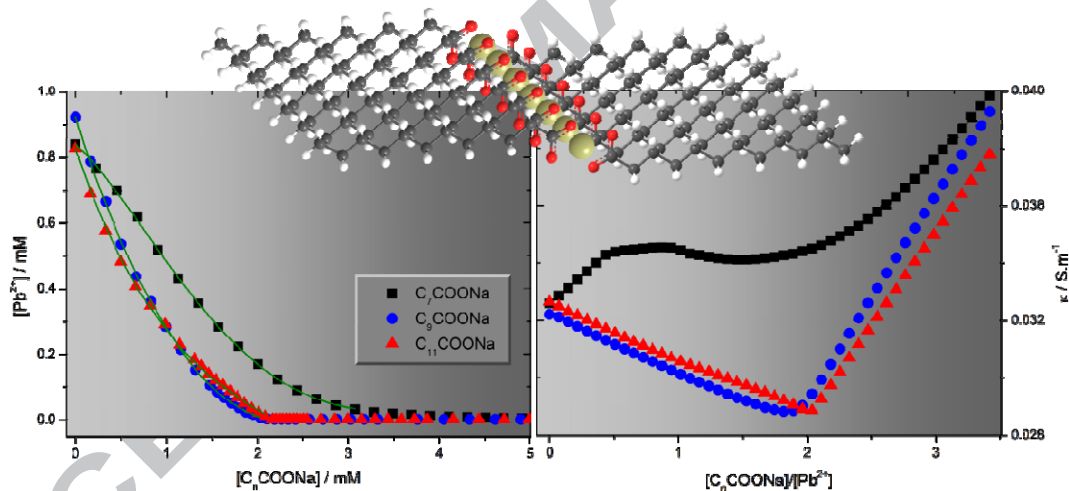 1.0
0.8
0.6
0.4
0.2
0.0
[Pb²⁺] / mM
0 1 2 3 4 5
[CₙCOONa] / mM
C₇COONa
C₉COONa
C₁₁COONa
0.040
0.036
0.032
0.028
κ / S.m⁻¹
0 1 2 3
[CₙCOONa]/[Pb²⁺]